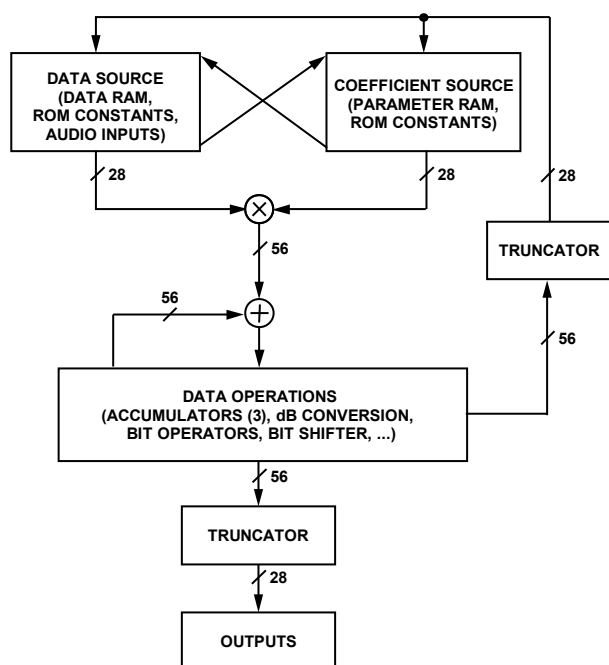 DATA SOURCE
(DATA RAM,
ROM CONSTANTS,
AUDIO INPUTS)
COEFFICIENT SOURCE
(PARAMETER RAM,
ROM CONSTANTS)
28
28
28
TRUNCATOR
56
56
56
DATA OPERATIONS
(ACCUMULATORS (3), dB CONVERSION,
BIT OPERATORS, BIT SHIFTER, ...)
56
TRUNCATOR
28
OUTPUTS